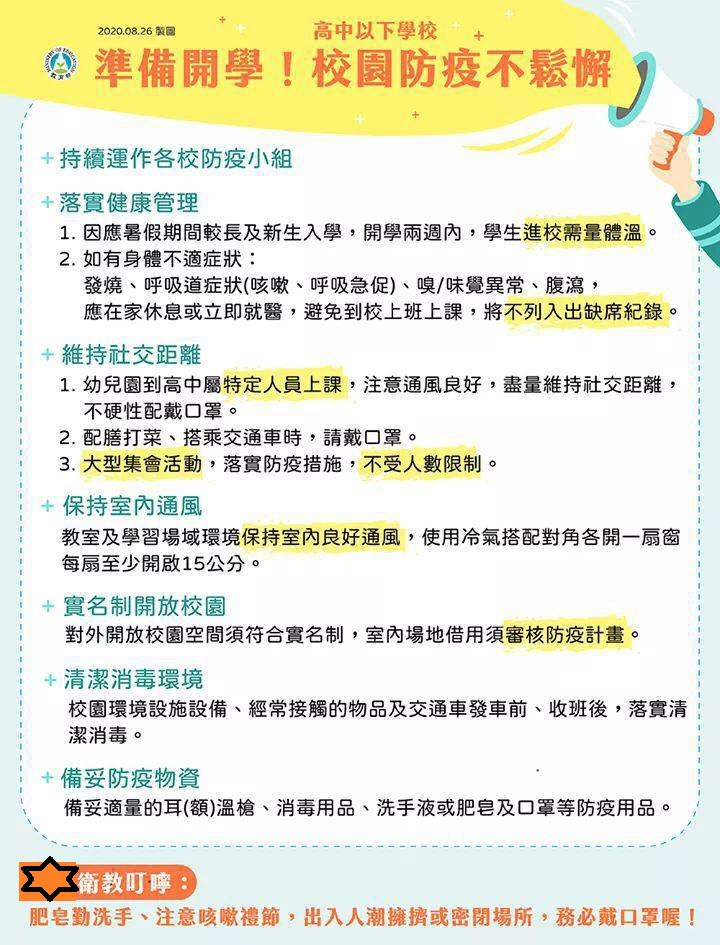 2020.08.26 製圖
高中以下學校
準備開學！校園防疫不鬆懈
+ 持續運作各校防疫小組
+ 落實健康管理
1. 因應暑假期間較長及新生入學，開學兩週內，學生進校需量體溫。
2. 如有身體不適症狀：
發燒、呼吸道症狀(咳嗽、呼吸急促)、嗅/味覺異常、腹瀉，
應在家休息或立即就醫，避免到校上班上課，將不列入出缺席紀錄。
+ 維持社交距離
1. 幼兒園到高中屬特定人員上課，注意通風良好，盡量維持社交距離，
不硬性配戴口罩。
2. 配膳打菜、搭乘交通車時，請戴口罩。
3. 大型集會活動，落實防疫措施，不受人數限制。
+ 保持室內通風
教室及學習場域環境保持室內良好通風，使用冷氣搭配對角各開一扇窗
每扇至少開啟15公分。
+ 實名制開放校園
對外開放校園空間須符合實名制，室內場地借用須審核防疫計畫。
+ 清潔消毒環境
校園環境設施設備、經常接觸的物品及交通車發車前、收班後，落實清
潔消毒。
+ 備妥防疫物資
備妥適量的耳(額)溫槍、消毒用品、洗手液或肥皂及口罩等防疫用品。
衛教叮嚀：
肥皂勤洗手、注意咳嗽禮節，出入人潮擁擠或密閉場所，務必戴口罩喔！